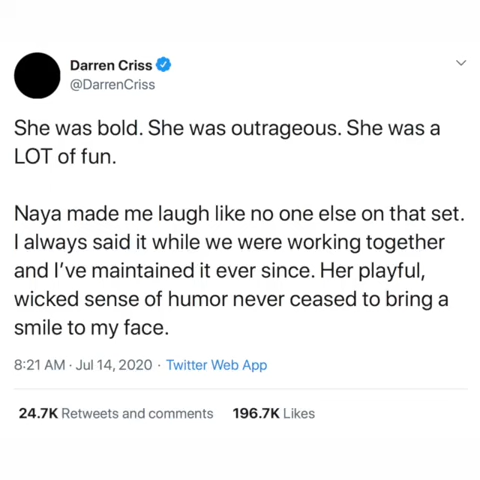 Darren Criss
@DarrenCriss
She was bold. She was outrageous. She was a
LOT of fun.
Naya made me laugh like no one else on that set.
I always said it while we were working together
and I've maintained it ever since. Her playful,
wicked sense of humor never ceased to bring a
smile to my face.
8:21 AM · Jul 14, 2020 · Twitter Web App
24.7K Retweets and comments 196.7K Likes